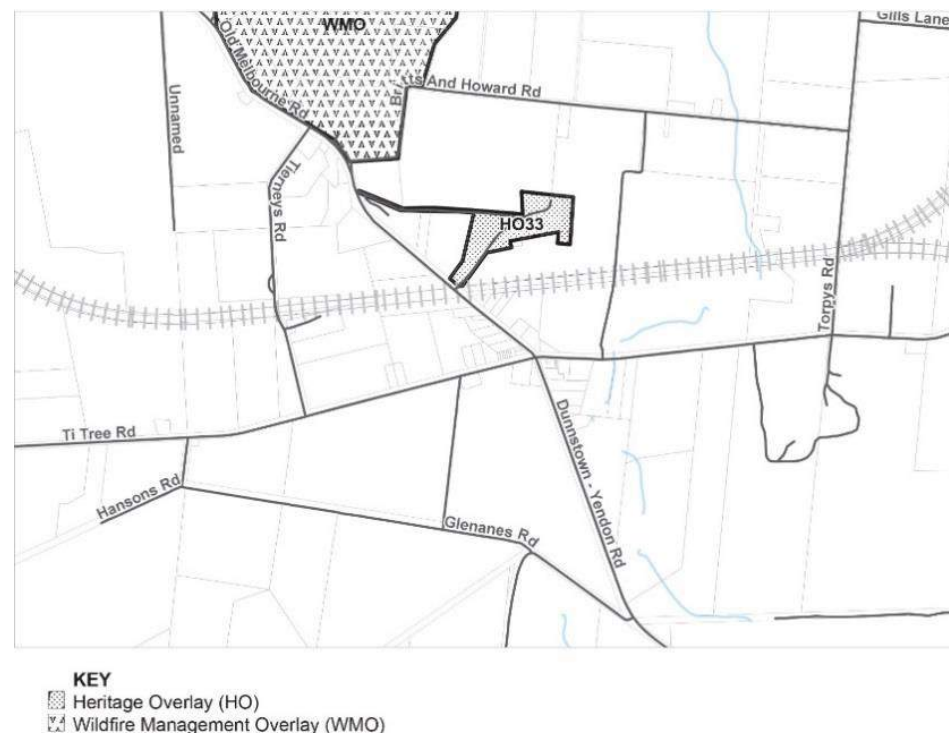 WMO
Gills Lane
Old Melbourne Rd
Britts And Howard Rd
Unnamed
Tierneys Rd
HO33
Torpys Rd
Ti Tree Rd
Dunnstown - Yendon Rd
Hansons Rd
Glenanes Rd
KEY
Heritage Overlay (HO)
Wildfire Management Overlay (WMO)